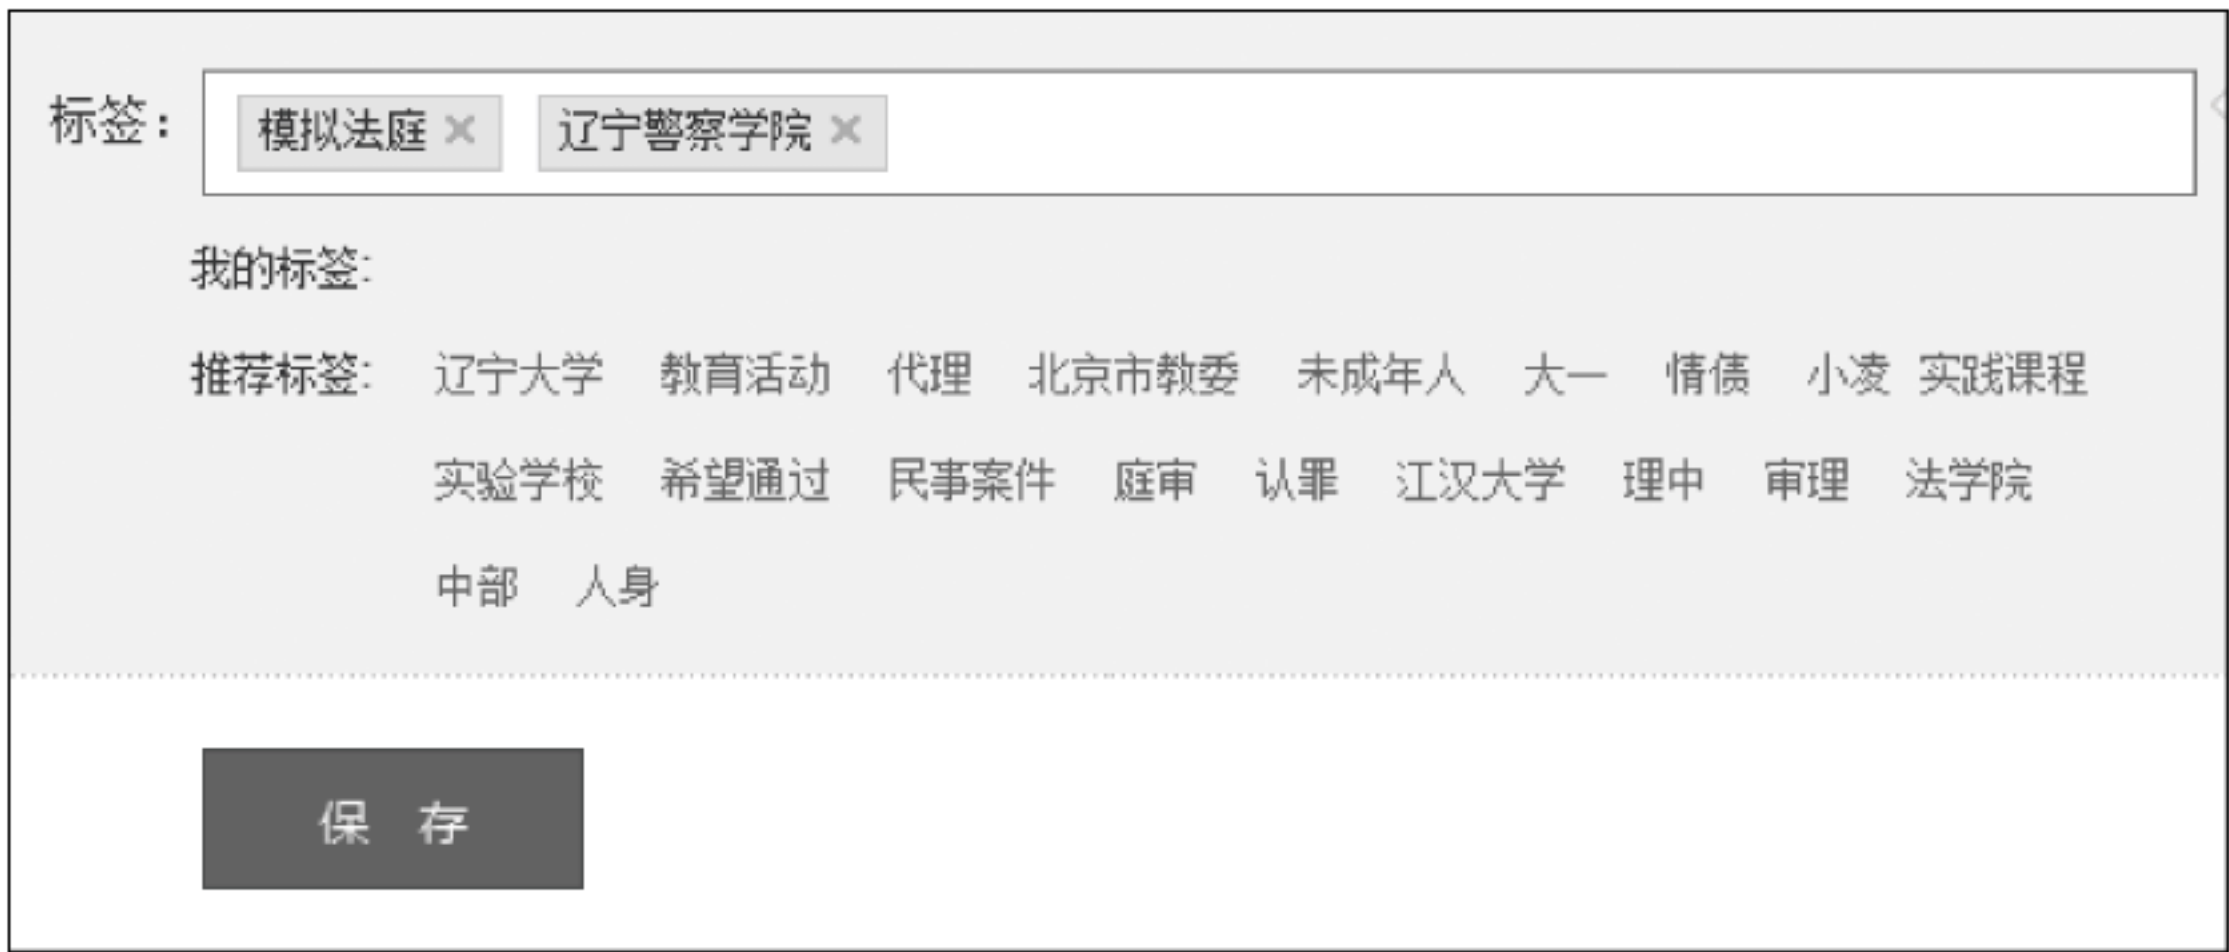 标签： 模拟法庭 × 辽宁警察学院 ×
我的标签:
推荐标签: 辽宁大学 教育活动 代理 北京市教委 未成年人 大一 情债 小凌 实践课程
实验学校 希望通过 民事案件 庭审 认罪 江汉大学 理中 审理 法学院
中部 人身
保 存